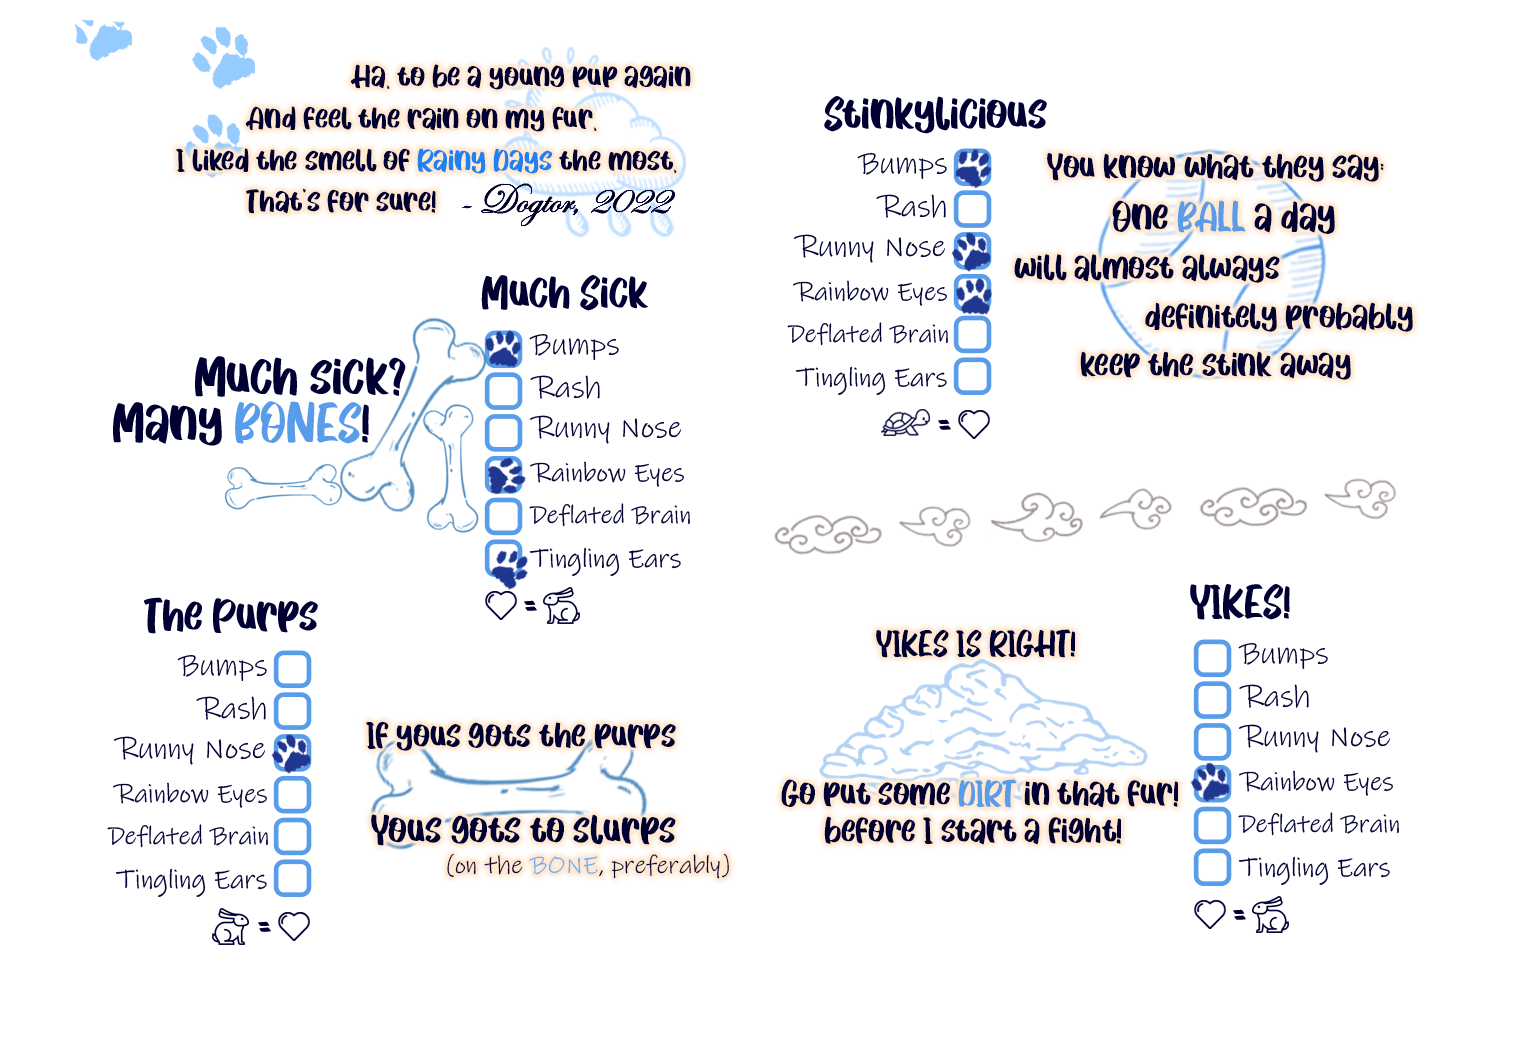 Ha, to be a young pup again
And feel the rain on my fur.
I liked the smell of Rainy Days the most,
That's for sure! - Dogtor, 2022
Much Sick
Much Sick?
Many BONES!
Bumps
Rash
Runny Nose
Rainbow Eyes
Deflated Brain
Tingling Ears
=
The Purps
Bumps
Rash
Runny Nose
Rainbow Eyes
Deflated Brain
Tingling Ears
=
If yous gots the purps
Yous gots to slurps
(on the BONE, preferably)
Stinkylicious
Bumps
Rash
Runny Nose
Rainbow Eyes
Deflated Brain
Tingling Ears
=
You know what they say:
One BALL a day
will almost always
definitely probably
keep the stink away
YIKES!
YIKES IS RIGHT!
Go put some DIRT in that fur!
before I start a fight!
Bumps
Rash
Runny Nose
Rainbow Eyes
Deflated Brain
Tingling Ears
=